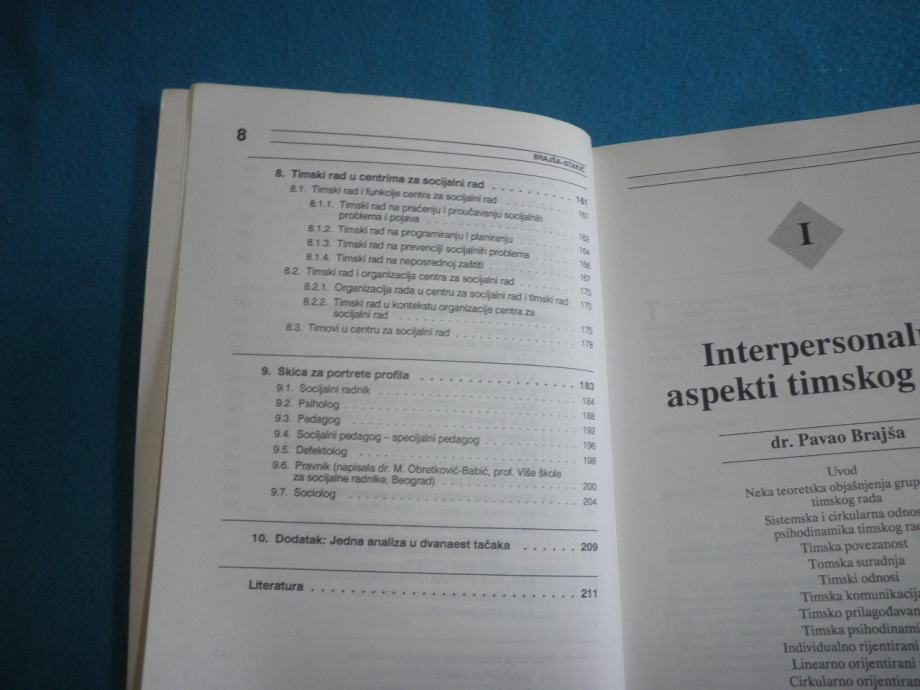 8
BRAJŠA-STAKIĆ
8. Timski rad u centrima za socijalni rad . . . . . . . . 161
8.1. Timski rad i funkcije centra za socijalni rad . . . . . . . . 161
8.1.1. Timski rad na praćenju i proučavanju socijalnih
problema i pojava . . . . . . . . 162
8.1.2. Timski rad na programiranju i planiranju . . . . . . . . 164
8.1.3. Timski rad na prevenciji socijalnih problema . . . . . . . . 166
8.1.4. Timski rad na neposrednoj zaštiti . . . . . . . . 167
8.2. Timski rad i organizacija centra za socijalni rad . . . . . . . . 170
8.2.1. Organizacija rada u centru za socijalni rad i timski rad 170
8.2.2. Timski rad u kontekstu organizacije centra za
socijalni rad . . . . . . . . 175
8.3. Timovi u centru za socijalni rad . . . . . . . . 178
9. Skica za portrete profila . . . . . . . . 183
9.1. Socijalni radnik . . . . . . . . 184
9.2. Psiholog . . . . . . . . 188
9.3. Pedagog . . . . . . . . 192
9.4. Socijalni pedagog – specijalni pedagog . . . . . . . . 196
9.5. Defektolog . . . . . . . . 198
9.6. Pravnik (napisala dr. M. Obretković-Babić, prof. Više škole
za socijalne radnike, Beograd) . . . . . . . . 200
9.7. Sociolog . . . . . . . . 204
10. Dodatak: Jedna analiza u dvanaest tačaka . . . . . . 209
Literatura . . . . . . . . 211
I
Interpersonaln
aspekti timskog
dr. Pavao Brajša
Uvod
Neka teoretska objašnjenja grup
timskog rada
Sistemska i cirkularna odnos
psihodinamika timskog rad
Timska povezanost
Tomska suradnja
Timski odnosi
Timska komunikacija
Timsko prilagođavan
Timska psihodinami
Individualno rijentirani
Linearno orijentirani
Cirkularno orijentiran